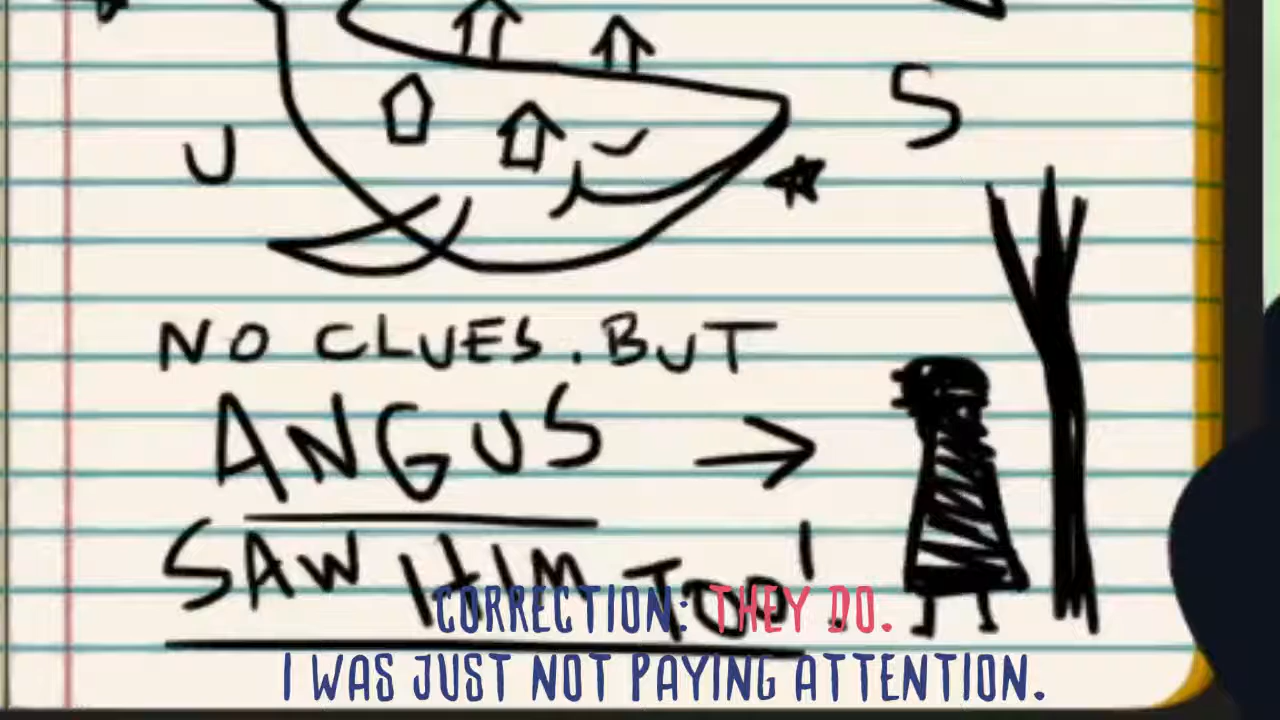 S
U
NO CLUES. BUT
ANGUS
SAW HIM TOO!
CORRECTION: THEY DO.
I WAS JUST NOT PAYING ATTENTION.